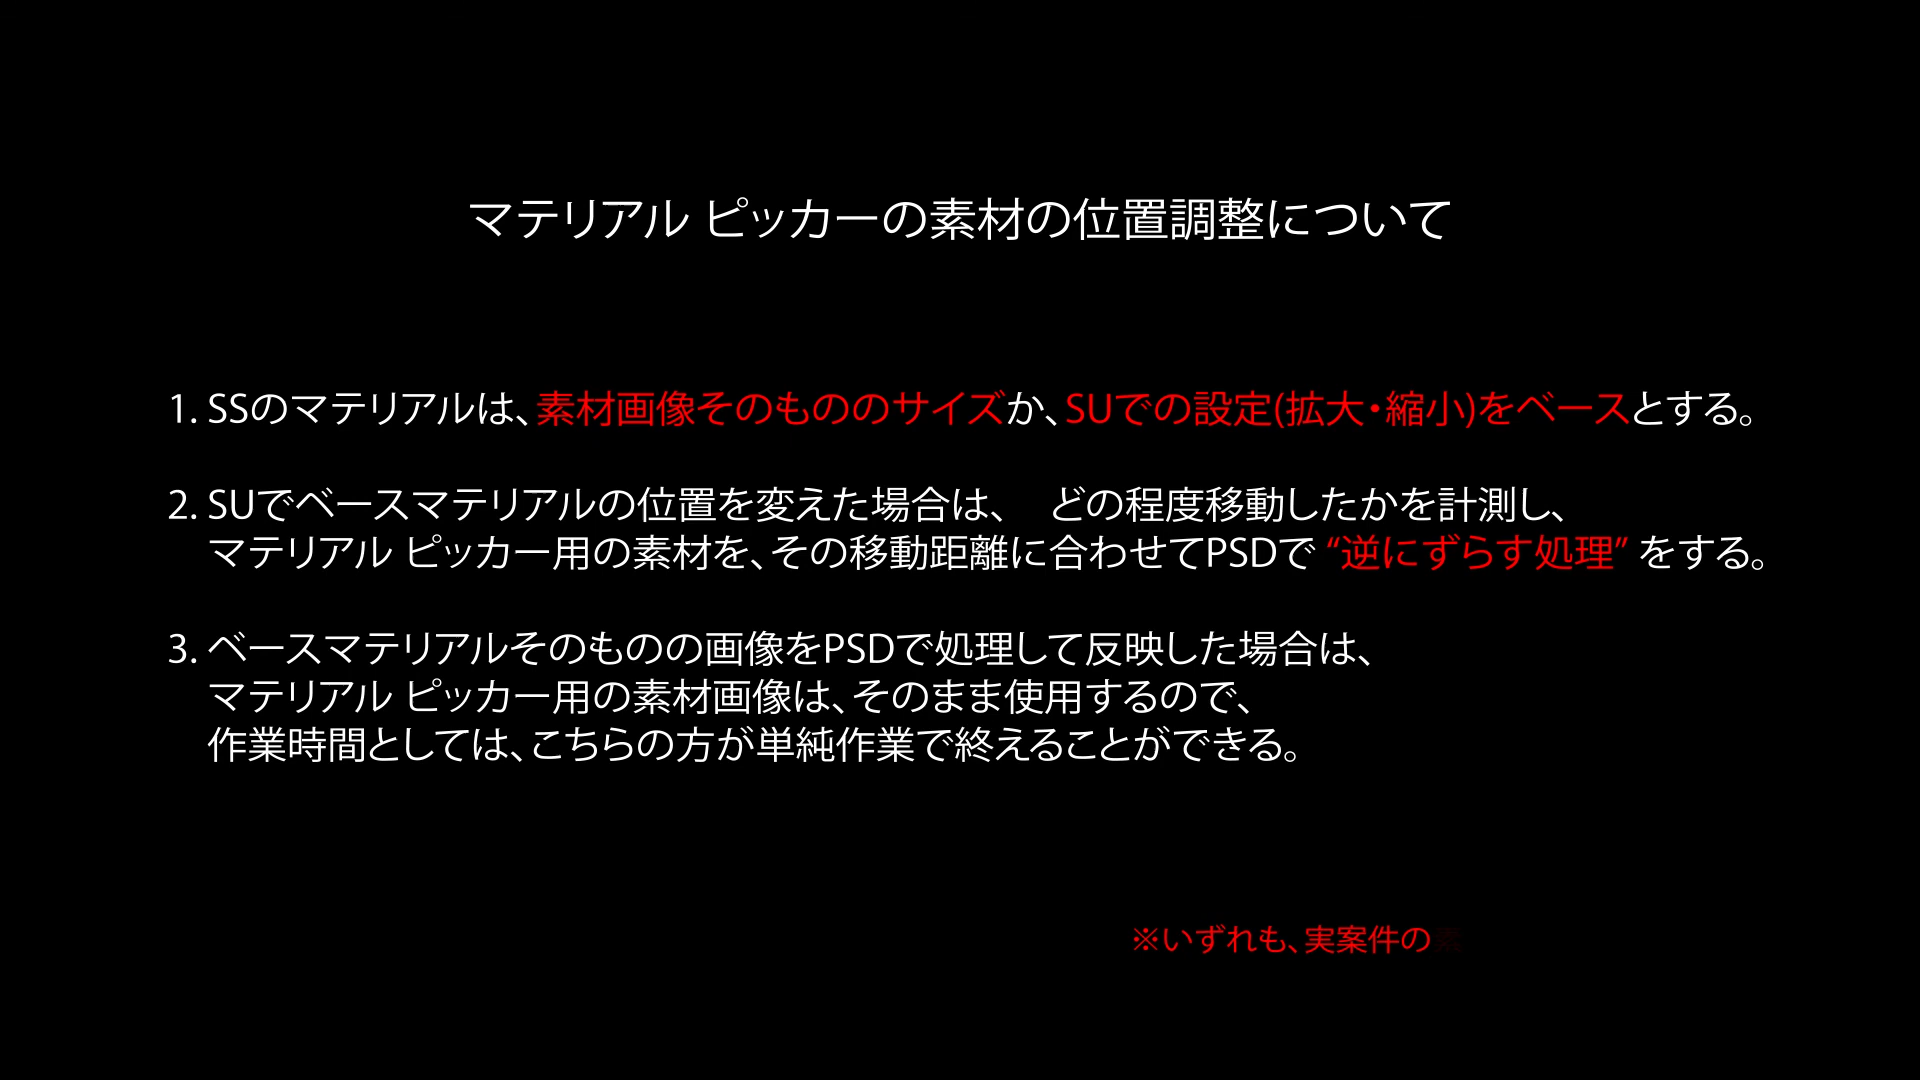 マテリアル ピッカーの素材の位置調整について
1. SSのマテリアルは、素材画像そのもののサイズか、SUでの設定(拡大・縮小)をベースとする。
2. SUでベースマテリアルの位置を変えた場合は、　どの程度移動したかを計測し、
マテリアル ピッカー用の素材を、その移動距離に合わせてPSDで “逆にずらす処理” をする。
3. ベースマテリアルそのものの画像をPSDで処理して反映した場合は、
マテリアル ピッカー用の素材画像は、そのまま使用するので、
作業時間としては、こちらの方が単純作業で終えることができる。
※いずれも、実案件の